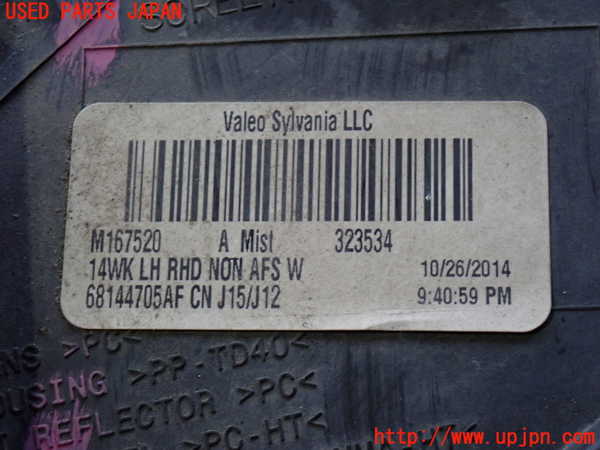 USED PARTS JAPAN
SCREEN
Valeo Sylvania LLC
M167520 A Mist 323534
14WK LH RHD NON AFS W 10/26/2014
68144705AF CN J15/J12 9:40:59 PM
>PC<
>PP-TD40<
REFLECTOR >PC<
>PC-HT<
http://www.upjpn.com/